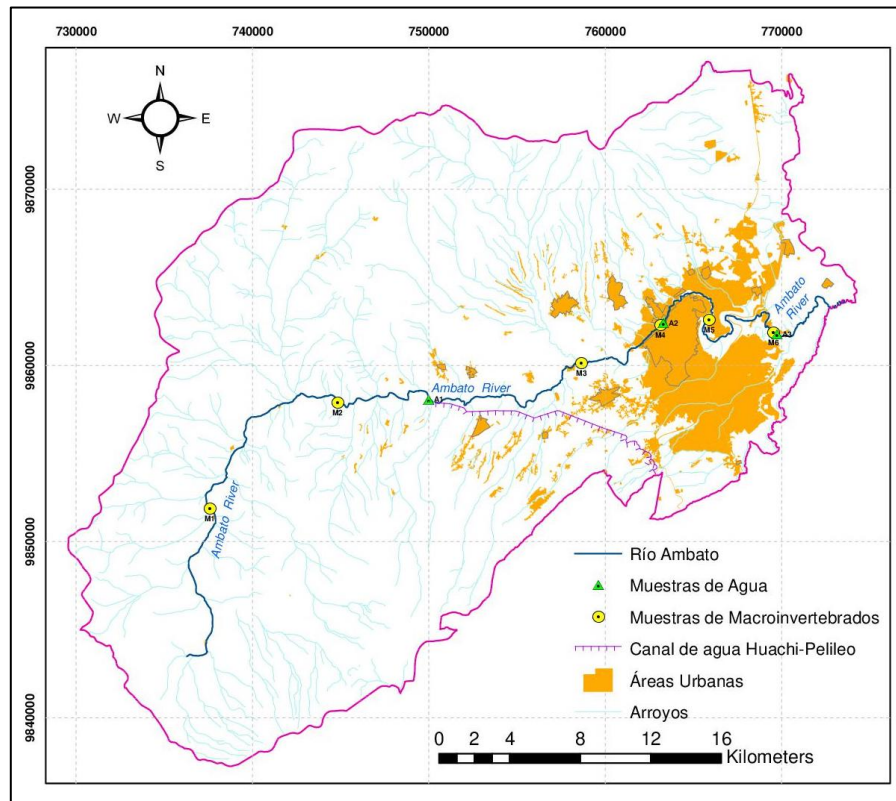 730000 740000 750000 760000 770000
N
W E
S
9870000
9860000
9850000
9840000
Ambato River
A2
M4
M5
M6
A3
M3
Ambato River
A1
M2
M1
Ambato River
Río Ambato
Muestras de Agua
Muestras de Macroinvertebrados
Canal de agua Huachi-Pelileo
Áreas Urbanas
Arroyos
0 2 4 8 12 16
Kilometers